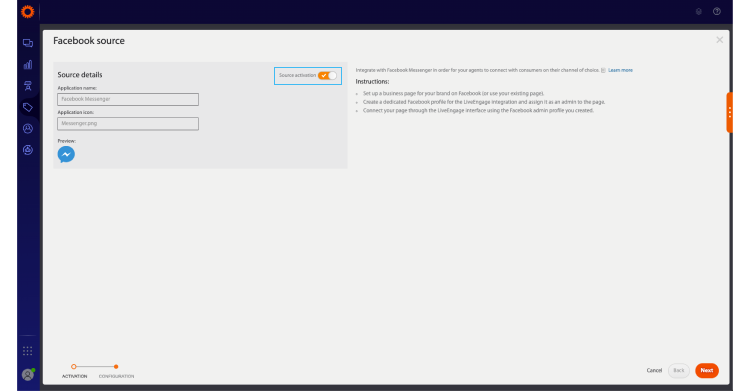 Facebook source
Source details
Source activation
Application name:
Facebook Messenger
Application icon:
Messenger.png
Preview:
Integrate with Facebook Messenger in order for your agents to connect with consumers on their channel of choice. Learn more
Instructions:
Set up a business page for your brand on Facebook (or use your existing page).
Create a dedicated Facebook profile for the LiveEngage integration and assign it as an admin to the page.
Connect your page through the LiveEngage interface using the Facebook admin profile you created.
ACTIVATION CONFIGURATION
Cancel Back Next